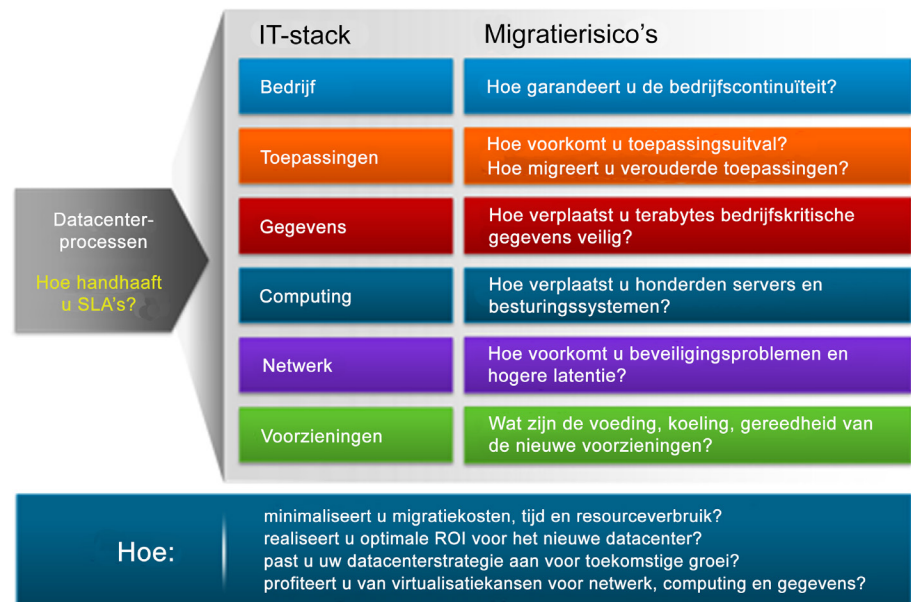 IT-stack
Migratierisico's
Bedrijf
Hoe garandeert u de bedrijfscontinuïteit?
Toepassingen
Hoe voorkomt u toepassingsuitval?
Hoe migreert u verouderde toepassingen?
Datacenter-
processen
Hoe handhaaft
u SLA's?
Gegevens
Hoe verplaatst u terabytes bedrijfskritische
gegevens veilig?
Computing
Hoe verplaatst u honderden servers en
besturingssystemen?
Netwerk
Hoe voorkomt u beveiligingsproblemen en
hogere latentie?
Voorzieningen
Wat zijn de voeding, koeling, gereedheid van
de nieuwe voorzieningen?
Hoe:
minimaliseert u migratiekosten, tijd en resourceverbruik?
realiseert u optimale ROI voor het nieuwe datacenter?
past u uw datacenterstrategie aan voor toekomstige groei?
profiteert u van virtualisatiekansen voor netwerk, computing en gegevens?